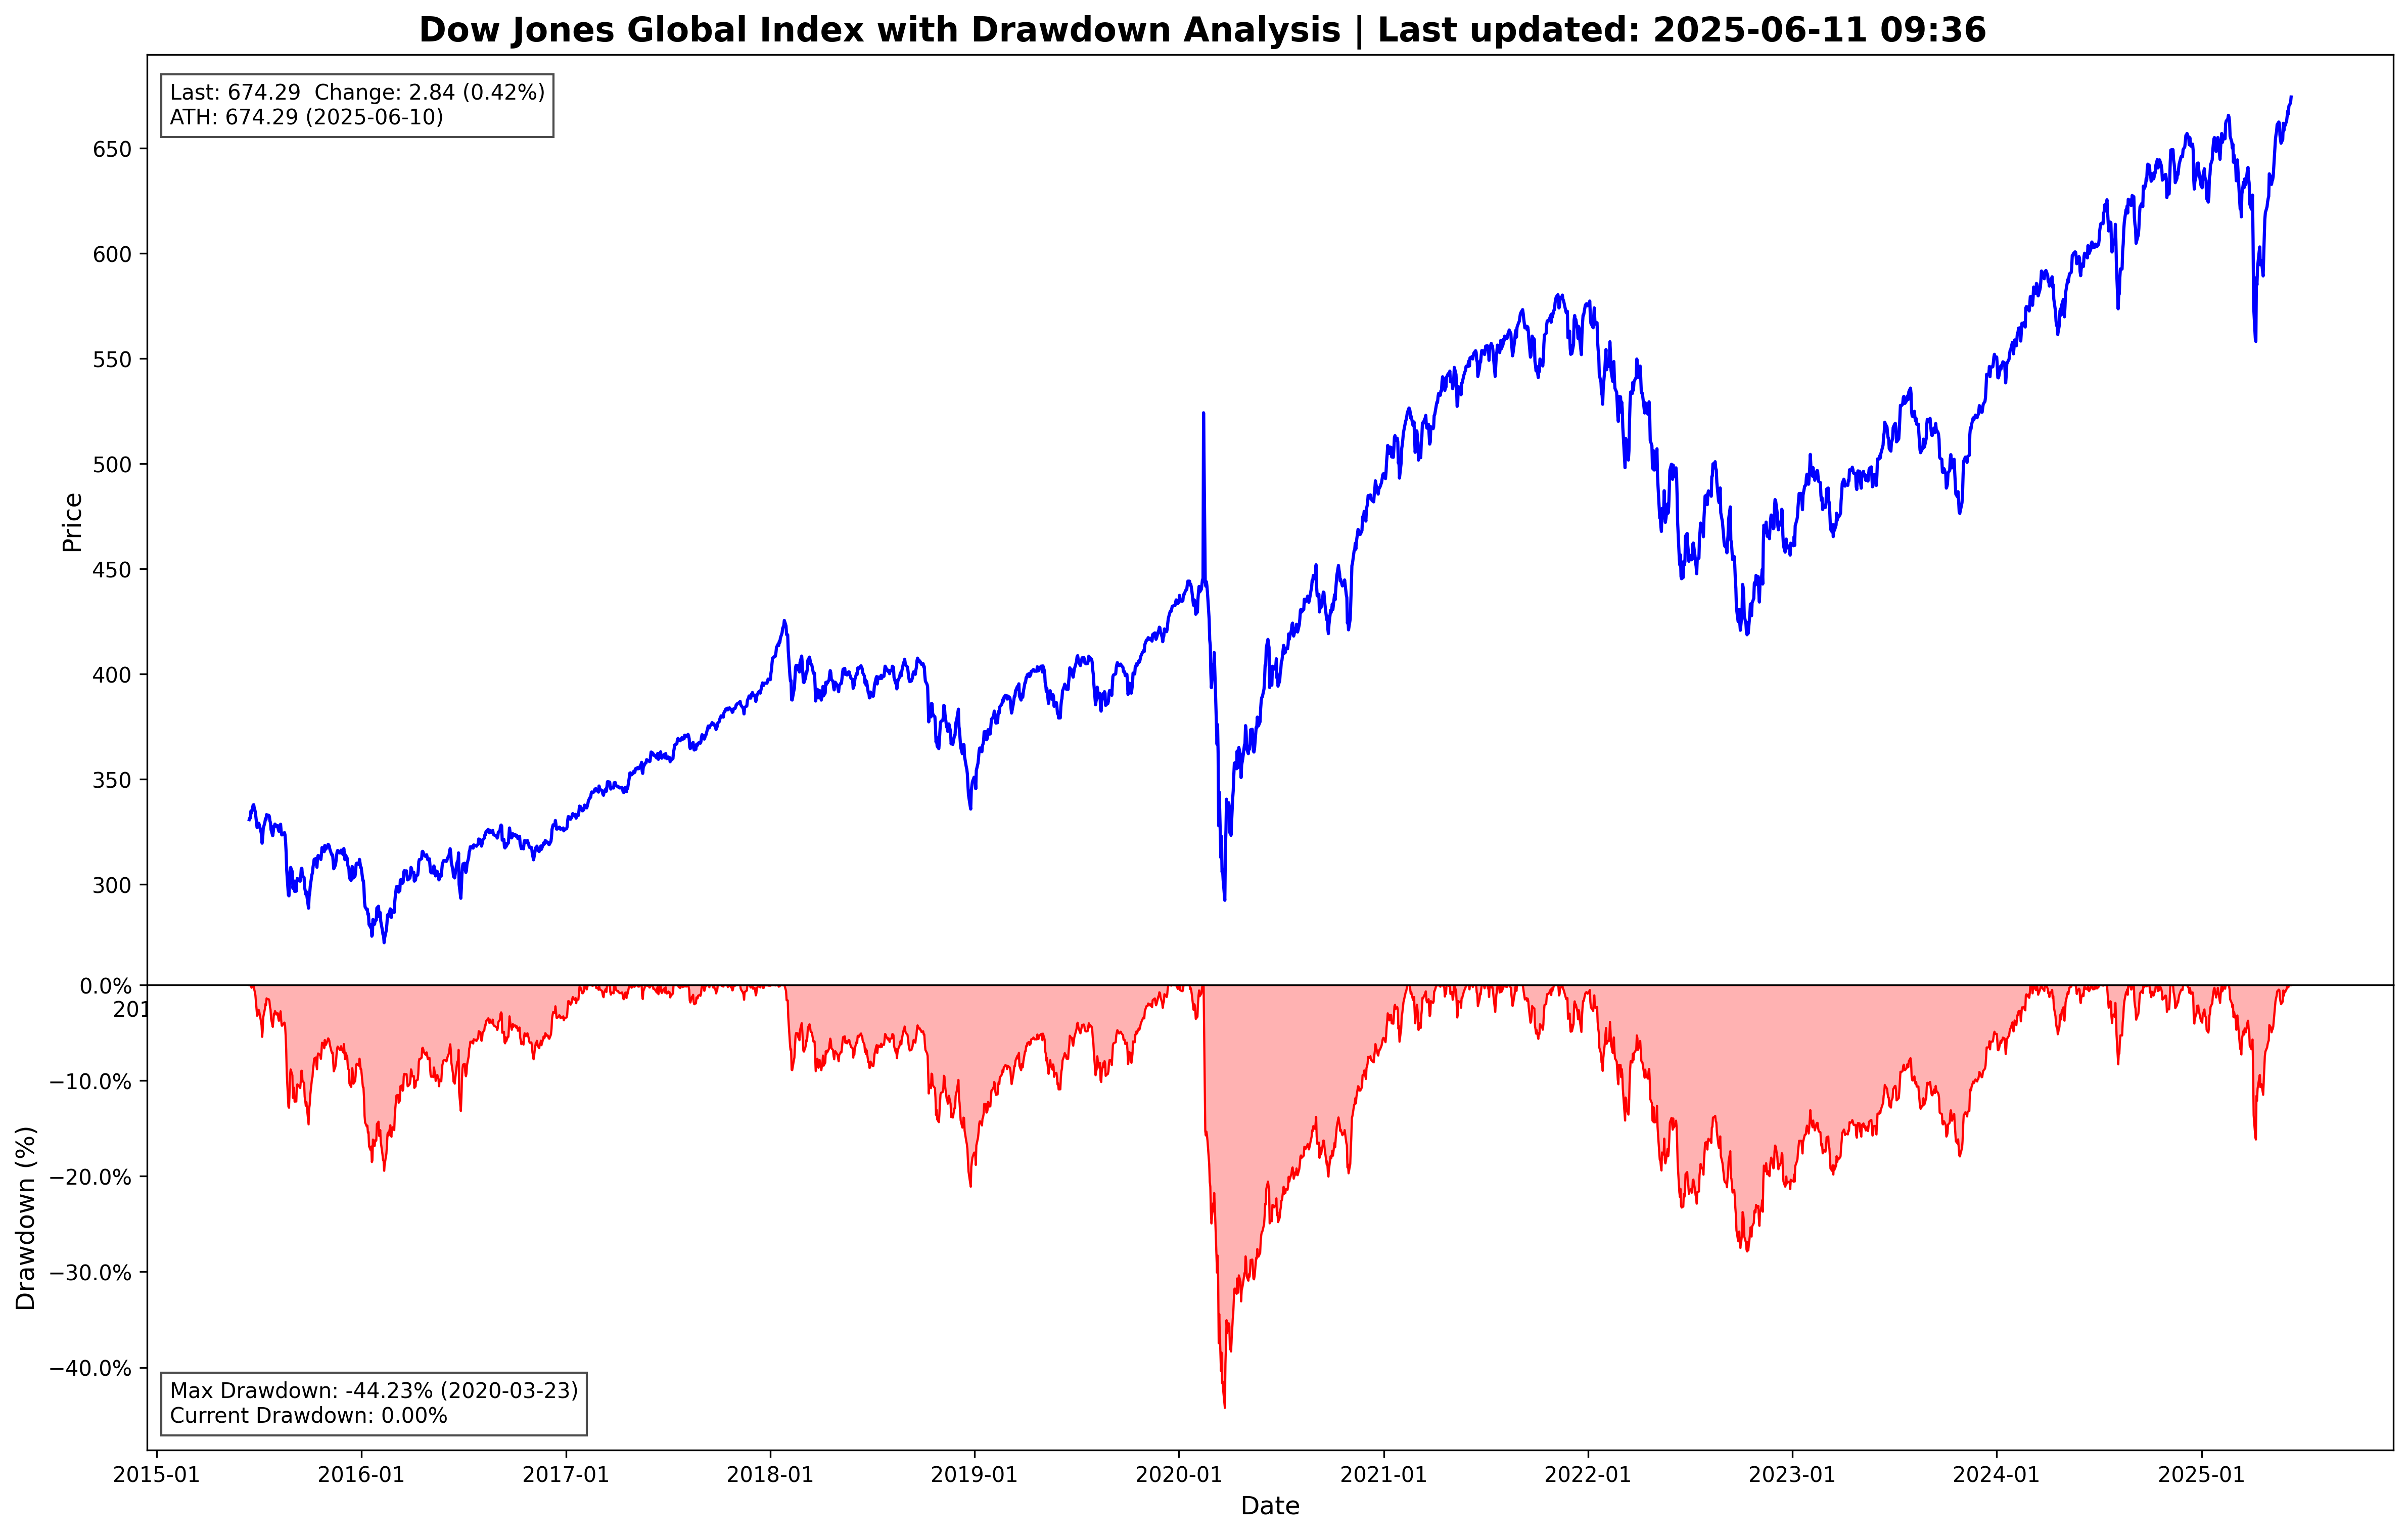 Dow Jones Global Index with Drawdown Analysis | Last updated: 2025-06-11 09:36
Last: 674.29  Change: 2.84 (0.42%)
ATH: 674.29 (2025-06-10)
650
600
550
500
450
400
350
300
Price
0.0%
201
−10.0%
−20.0%
−30.0%
−40.0%
Drawdown (%)
Max Drawdown: -44.23% (2020-03-23)
Current Drawdown: 0.00%
2015-01 2016-01 2017-01 2018-01 2019-01 2020-01 2021-01 2022-01 2023-01 2024-01 2025-01
Date